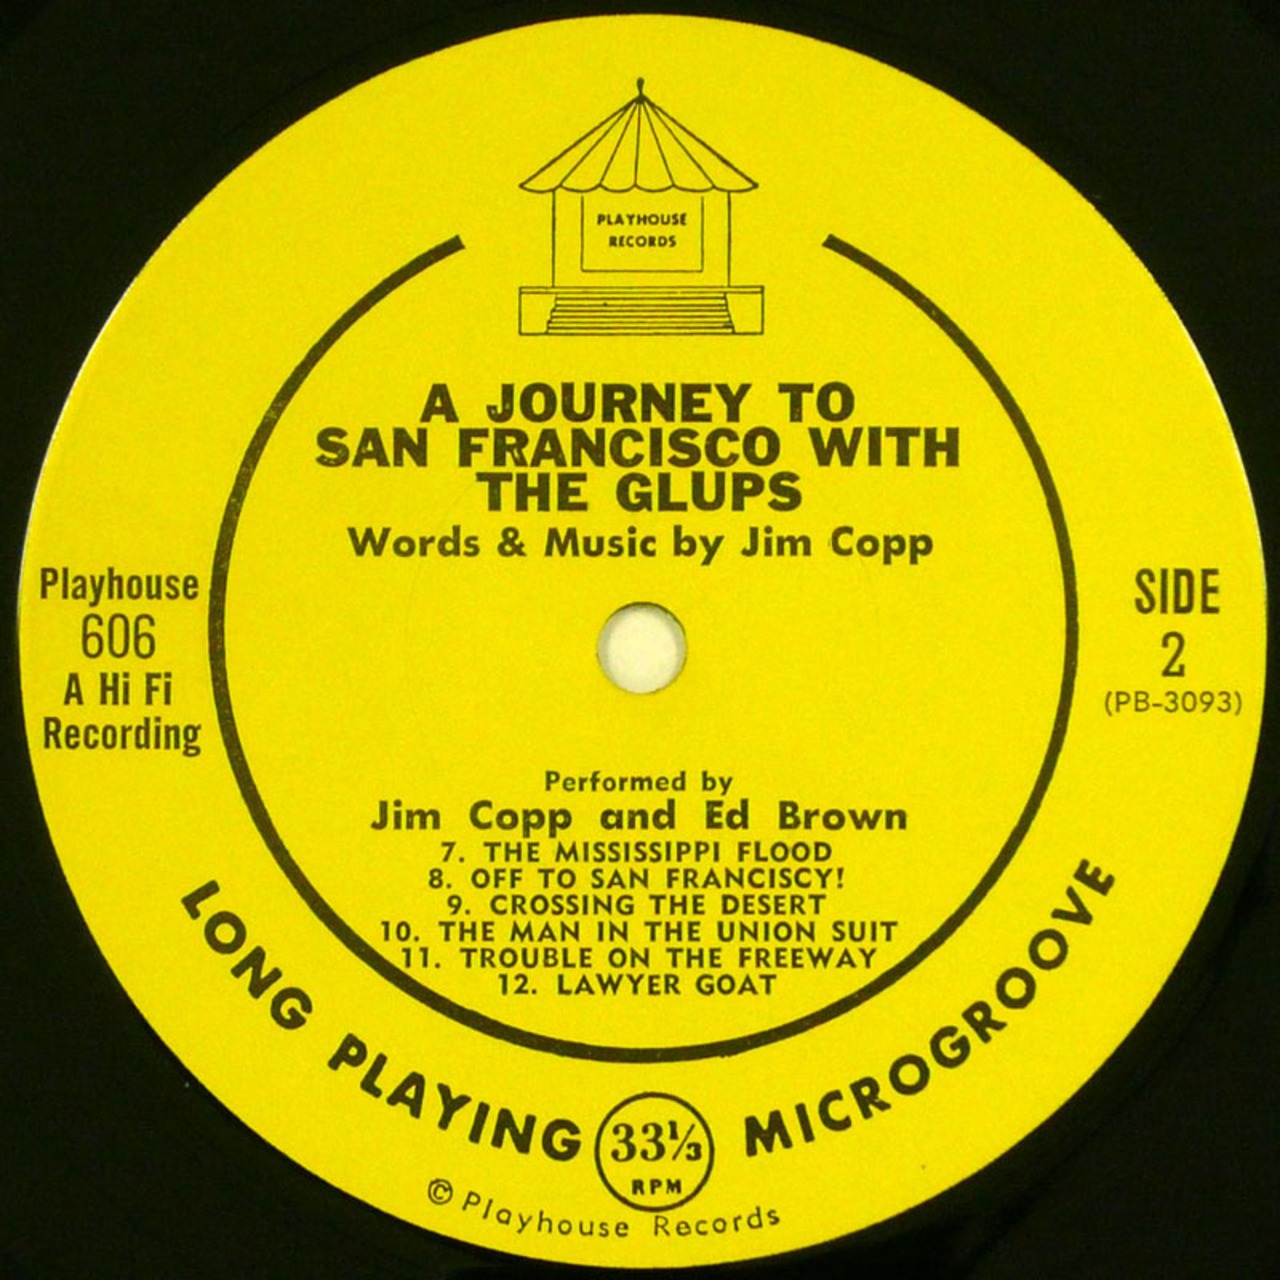 PLAYHOUSE
RECORDS
A JOURNEY TO
SAN FRANCISCO WITH
THE GLUPS
Words & Music by Jim Copp
Playhouse
606
A Hi Fi
Recording
SIDE
2
(PB-3093)
Performed by
Jim Copp and Ed Brown
7. THE MISSISSIPPI FLOOD
8. OFF TO SAN FRANCISCY!
9. CROSSING THE DESERT
10. THE MAN IN THE UNION SUIT
11. TROUBLE ON THE FREEWAY
12. LAWYER GOAT
LONG PLAYING 33⅓ MICROGROOVE
RPM
© Playhouse Records